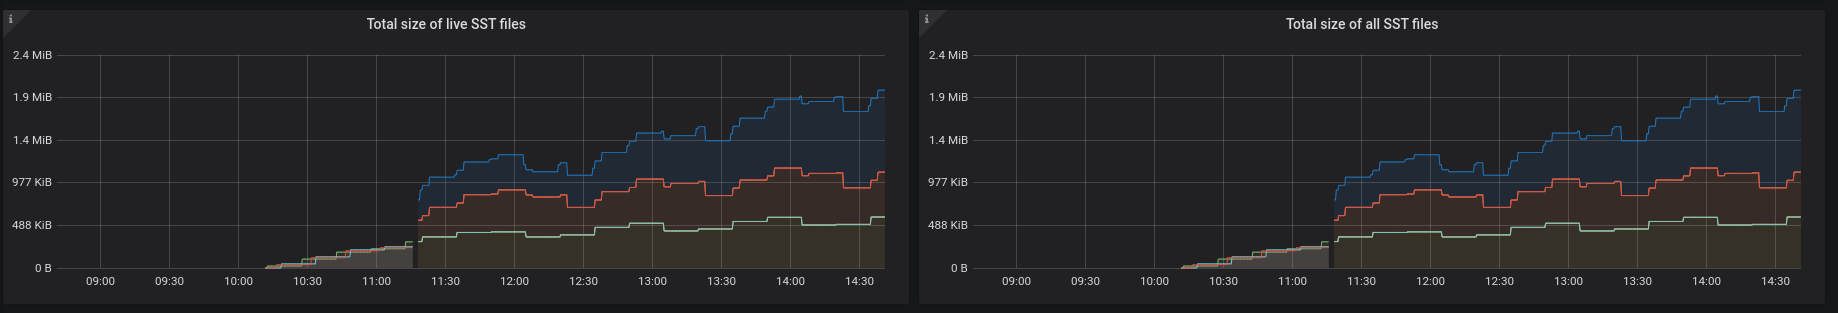 i
Total size of live SST files
2.4 MiB
1.9 MiB
1.4 MiB
977 KiB
488 KiB
0 B
09:00 09:30 10:00 10:30 11:00 11:30 12:00 12:30 13:00 13:30 14:00 14:30
i
Total size of all SST files
2.4 MiB
1.9 MiB
1.4 MiB
977 KiB
488 KiB
0 B
09:00 09:30 10:00 10:30 11:00 11:30 12:00 12:30 13:00 13:30 14:00 14:30